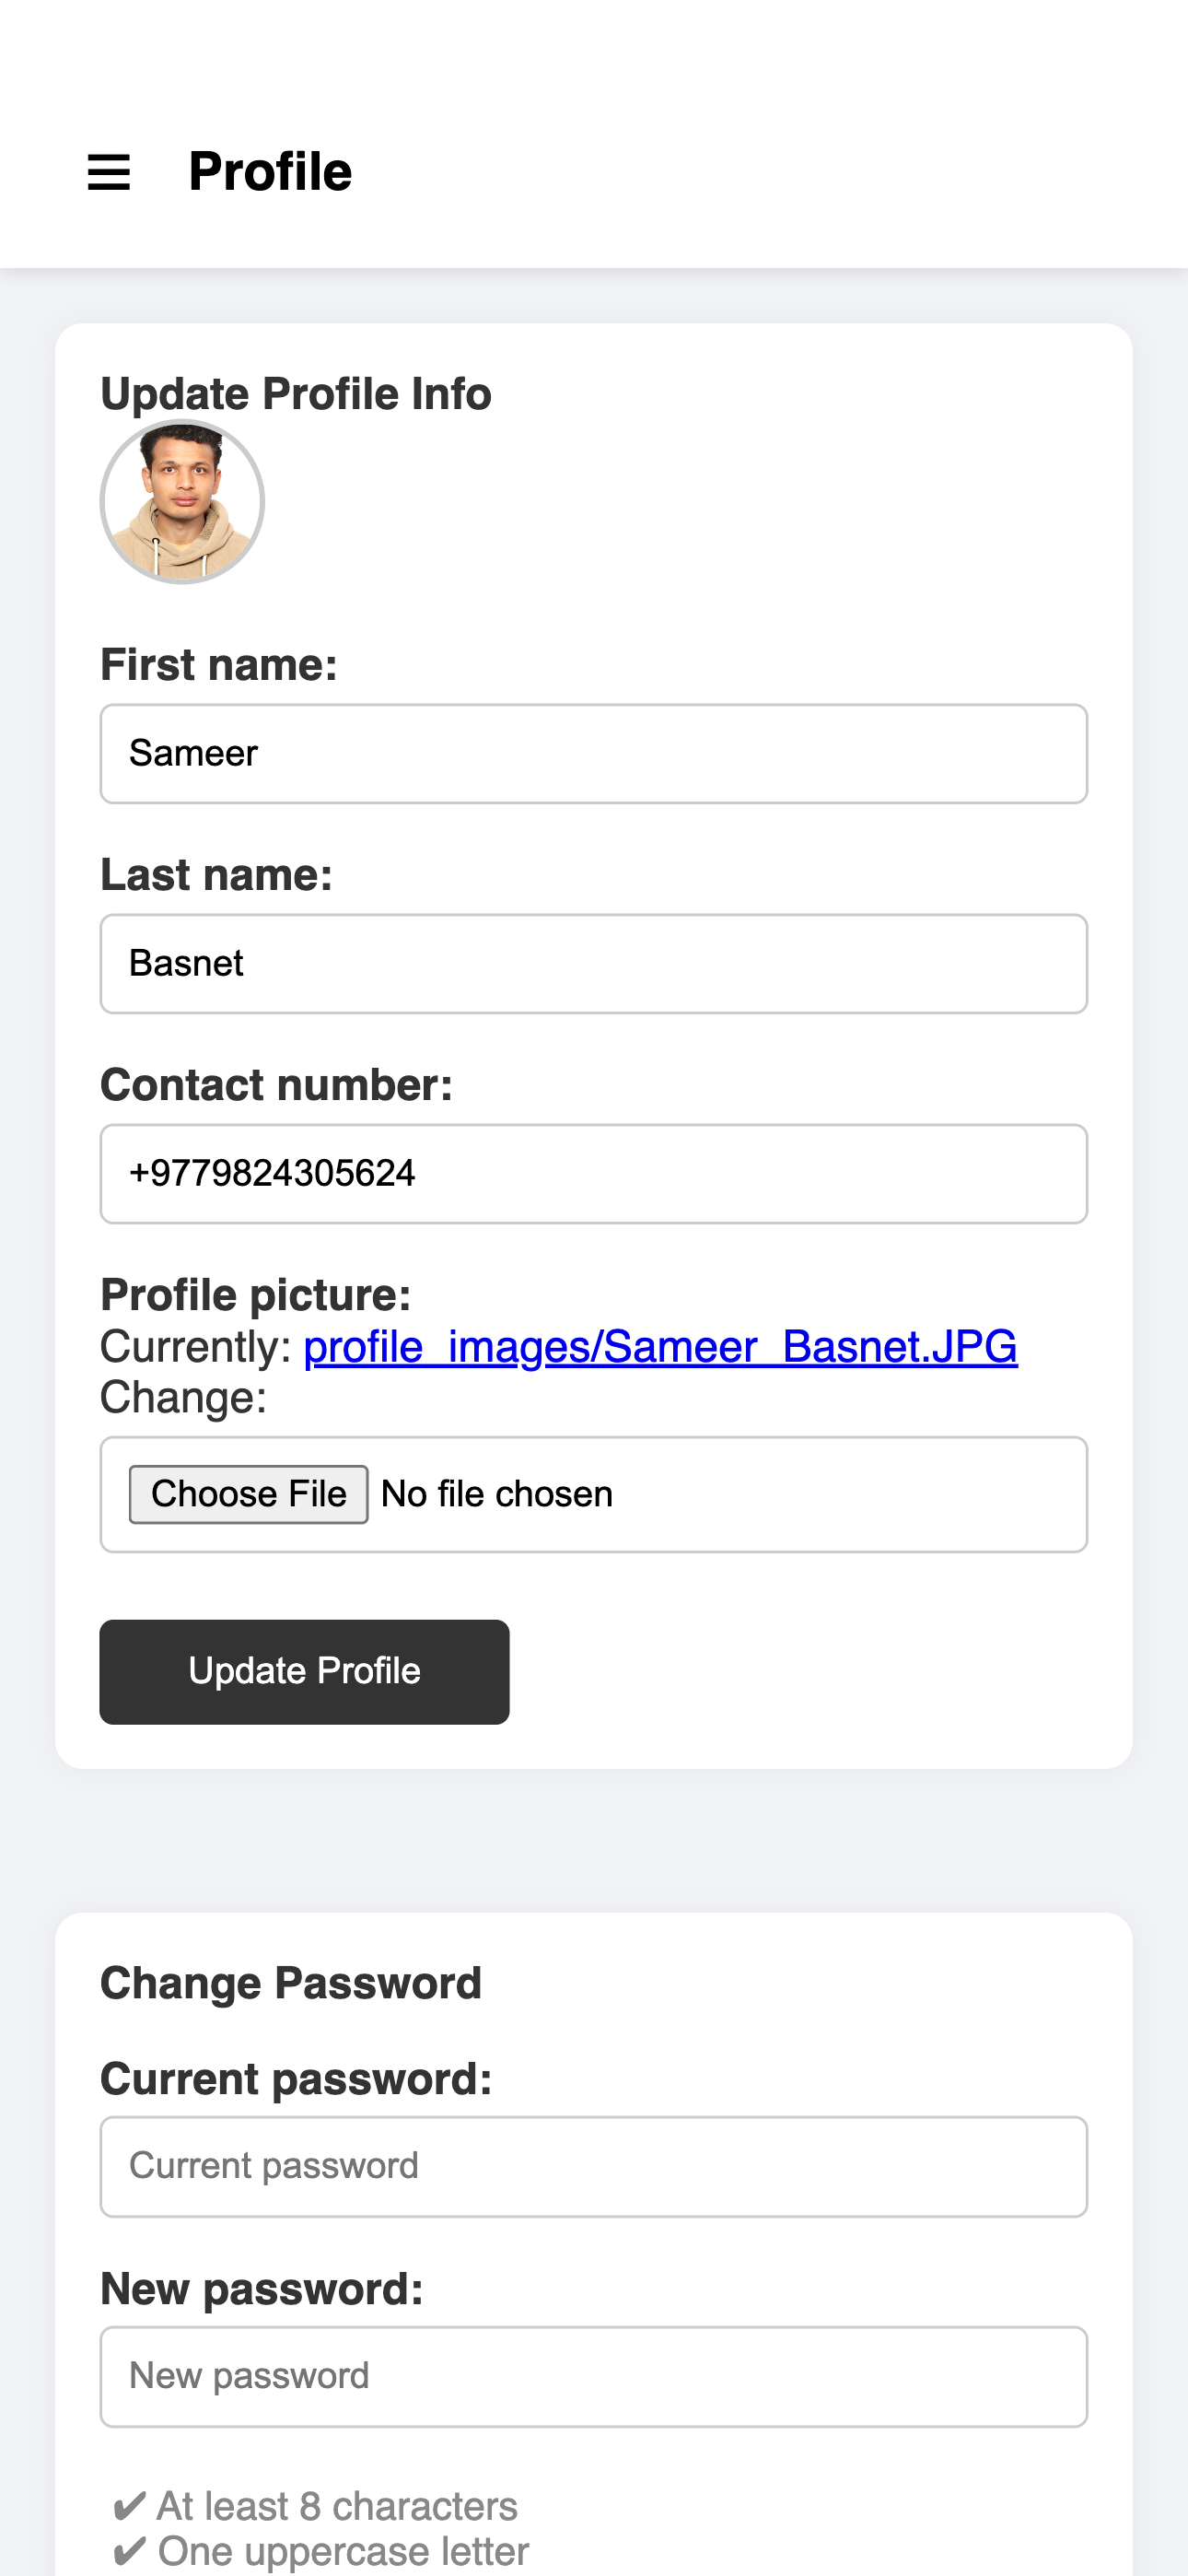 Profile
Update Profile Info
First name:
Sameer
Last name:
Basnet
Contact number:
+9779824305624
Profile picture:
Currently: profile_images/Sameer_Basnet.JPG
Change:
Choose File No file chosen
Update Profile
Change Password
Current password:
Current password
New password:
New password
✔ At least 8 characters
✔ One uppercase letter